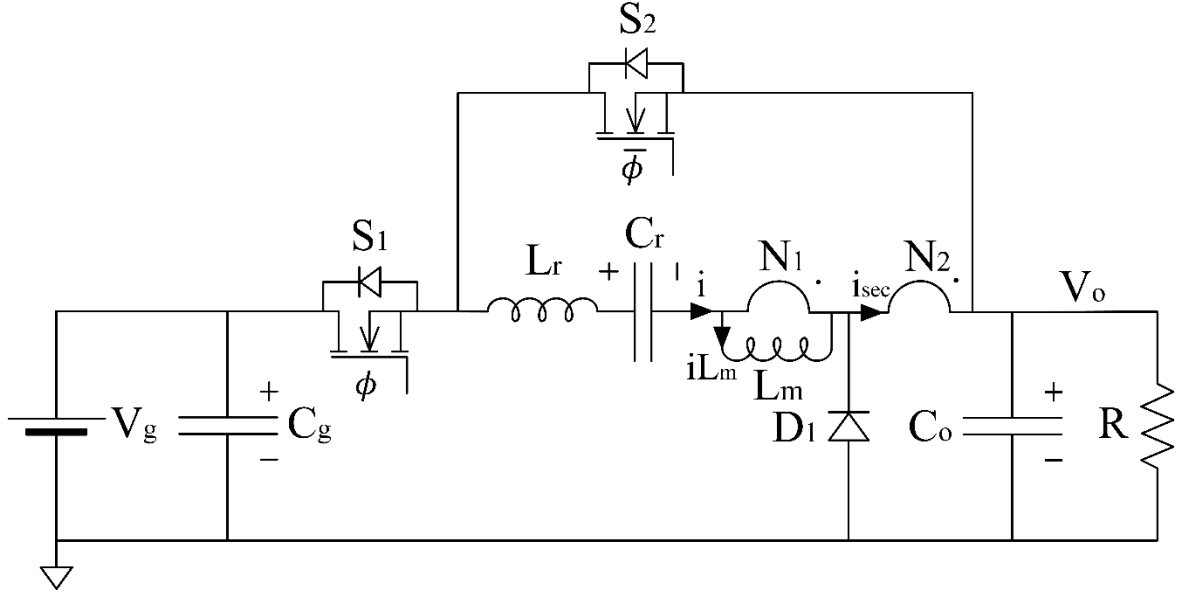 S2
ϕ̅
S1
Lr
+
Cr
–
i
N1
.
isec
N2
.
Vo
ϕ
iLm
Lm
Vg
+
Cg
–
D1
Co
+
–
R